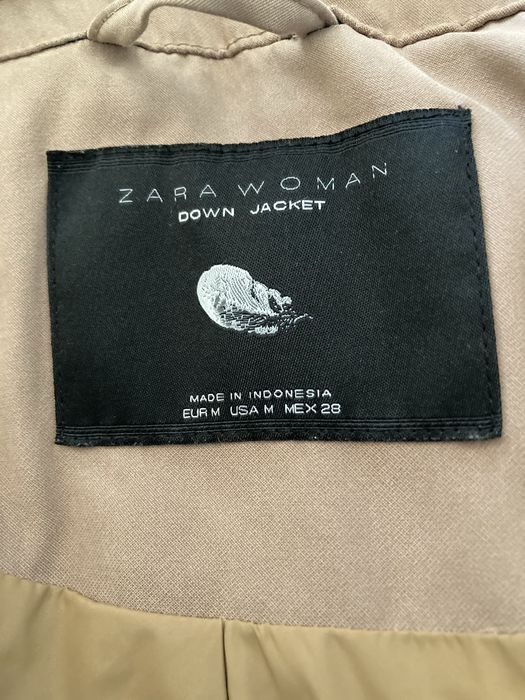 ZARA WOMAN
DOWN JACKET
MADE IN INDONESIA
EUR M USA M MEX 28